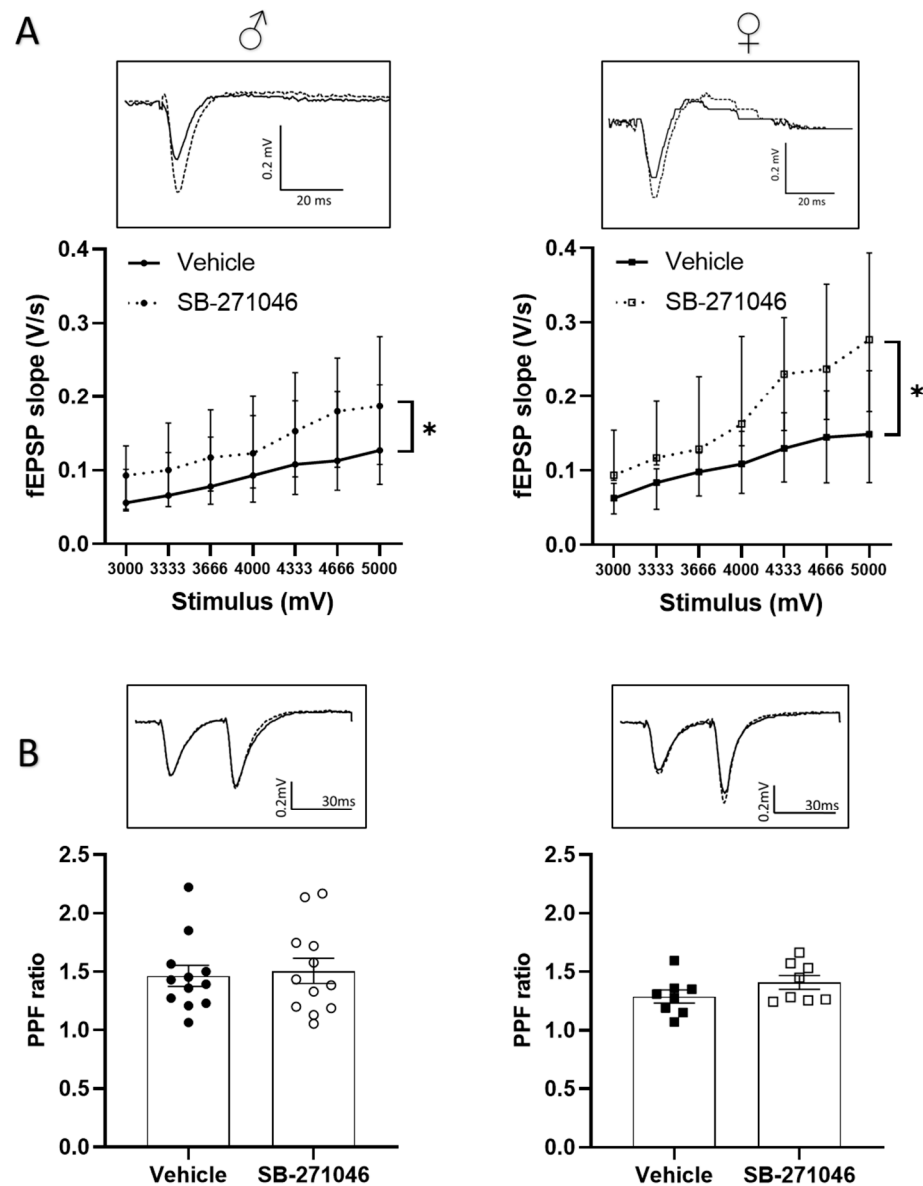 A
♂
♀
0.2 mV
20 ms
0.2 mV
20 ms
fEPSP slope (V/s)
0.4
0.3
0.2
0.1
0.0
Vehicle
SB-271046
*
3000 3333 3666 4000 4333 4666 5000
Stimulus (mV)
fEPSP slope (V/s)
0.4
0.3
0.2
0.1
0.0
Vehicle
SB-271046
*
3000 3333 3666 4000 4333 4666 5000
Stimulus (mV)
B
0.2mV
30ms
0.2mV
30ms
PPF ratio
2.5
2.0
1.5
1.0
0.5
0.0
Vehicle SB-271046
PPF ratio
2.5
2.0
1.5
1.0
0.5
0.0
Vehicle SB-271046